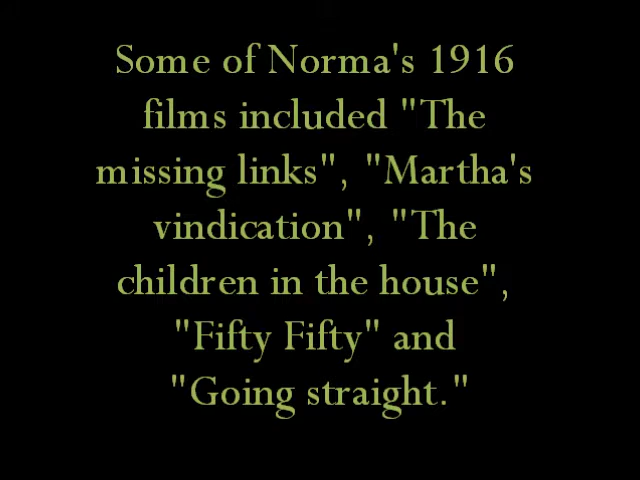 Some of Norma's 1916
films included "The
missing links", "Martha's
vindication", "The
children in the house",
"Fifty Fifty" and
"Going straight."